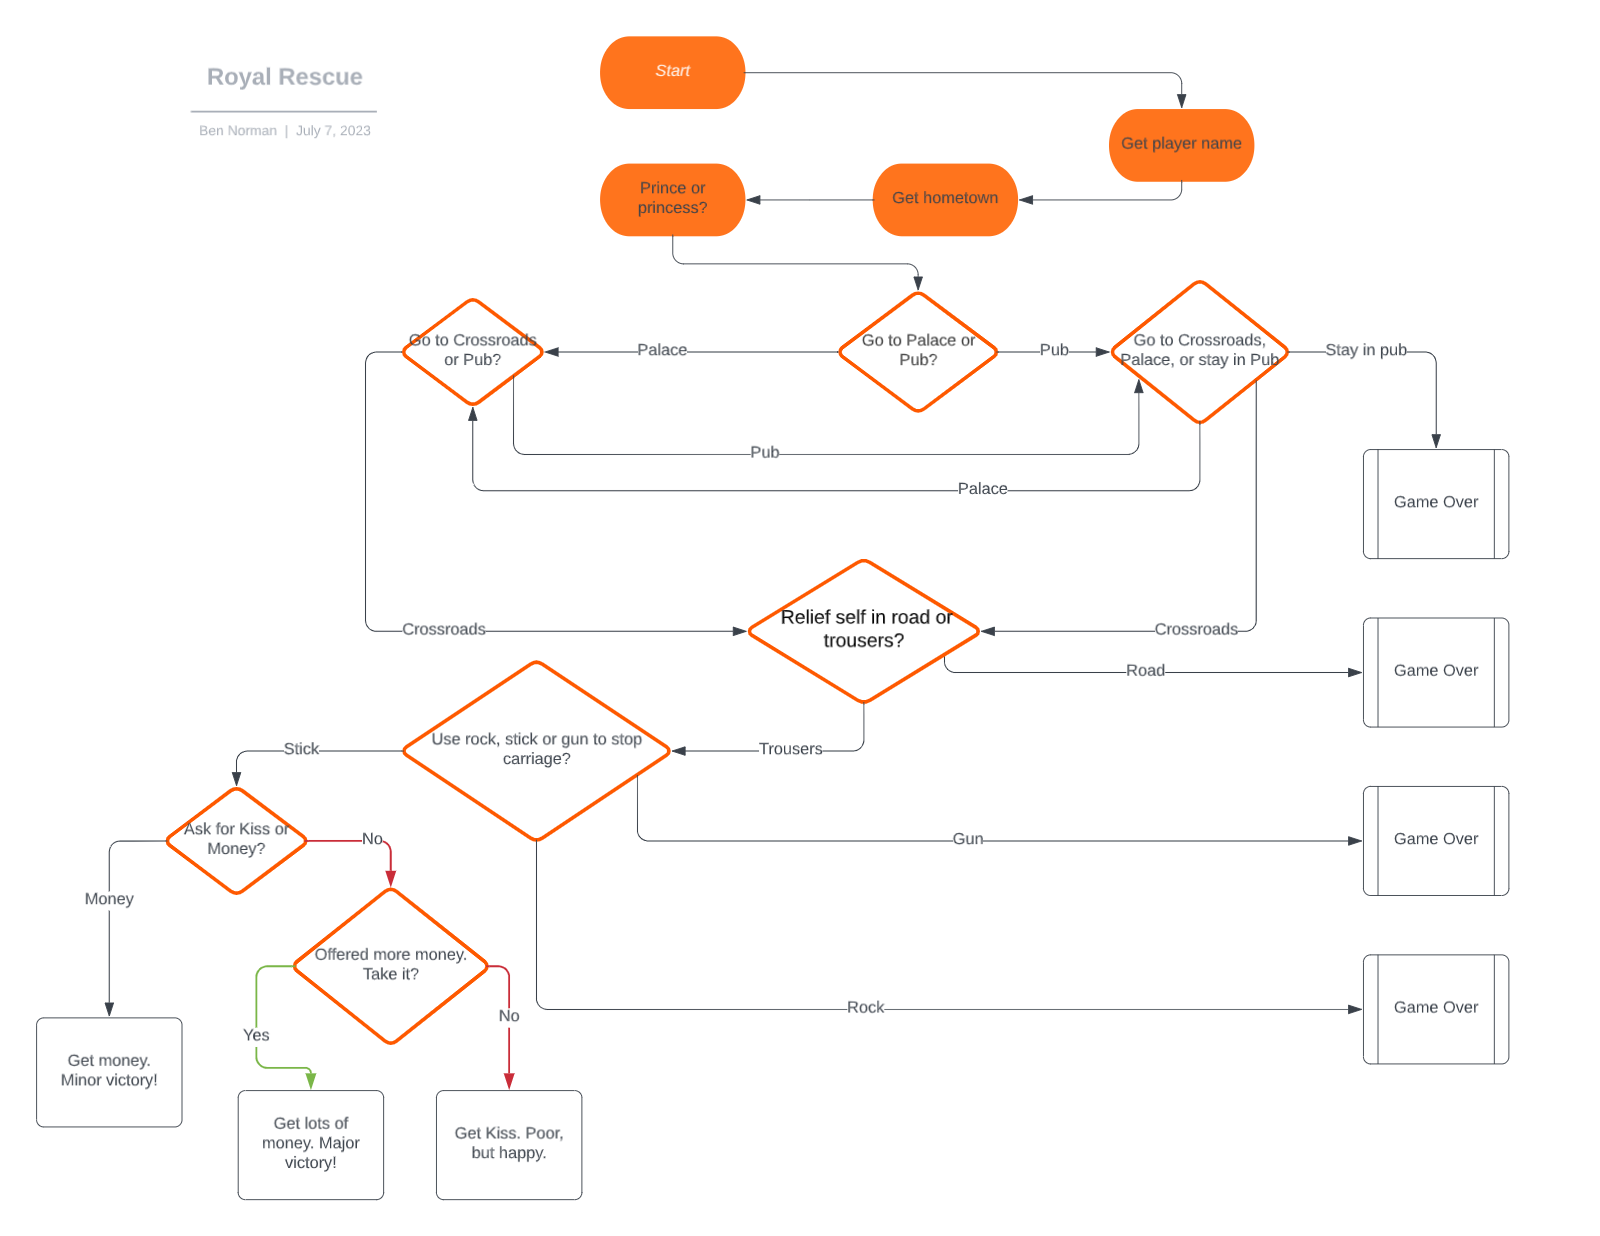 Royal Rescue
Ben Norman | July 7, 2023
Start
Get player name
Prince or
princess?
Get hometown
Go to Crossroads
or Pub?
Palace
Go to Palace or
Pub?
Pub
Go to Crossroads,
Palace, or stay in Pub
Stay in pub
Pub
Palace
Game Over
Relief self in road or
trousers?
Crossroads
Crossroads
Road
Game Over
Use rock, stick or gun to stop
carriage?
Stick
Trousers
Ask for Kiss or
Money?
No
Gun
Game Over
Money
Offered more money.
Take it?
Yes
No
Rock
Game Over
Get money.
Minor victory!
Get lots of
money. Major
victory!
Get Kiss. Poor,
but happy.